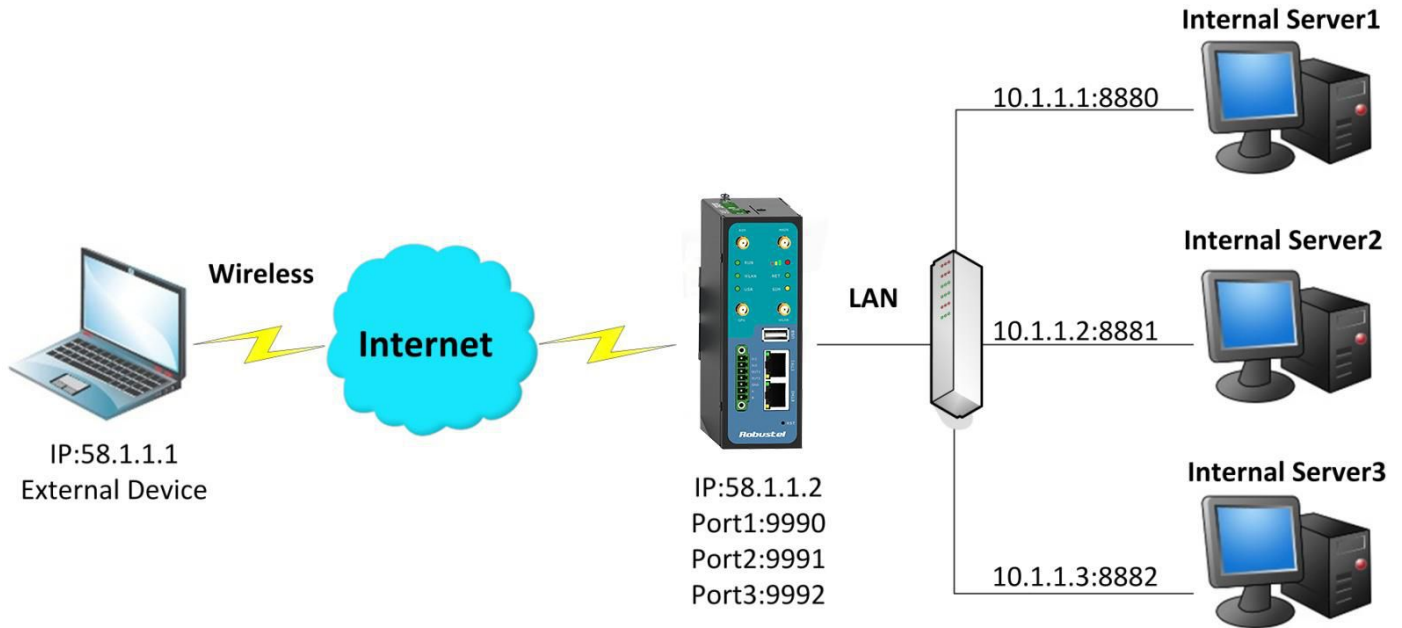 Internal Server1
10.1.1.1:8880
Wireless
Internet
LAN
Internal Server2
10.1.1.2:8881
Robustel
IP:58.1.1.1
External Device
IP:58.1.1.2
Port1:9990
Port2:9991
Port3:9992
Internal Server3
10.1.1.3:8882